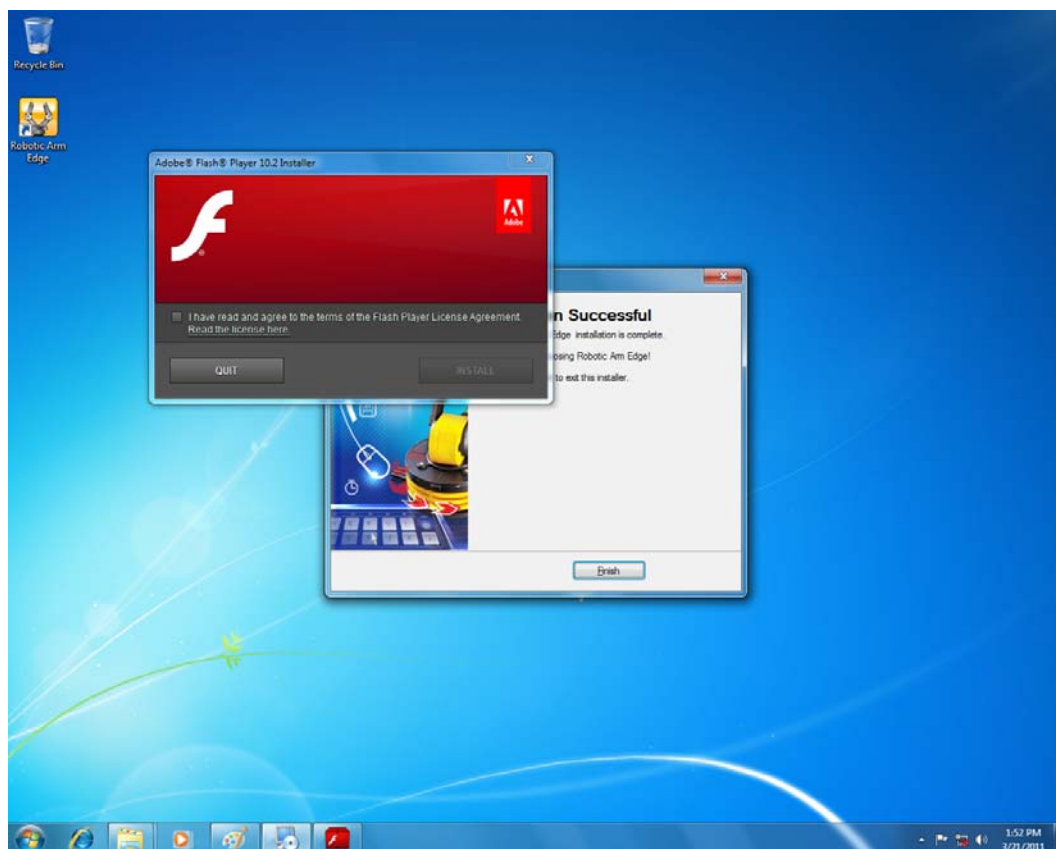 Recycle Bin
Robotic Arm
Edge
Adobe® Flash® Player 10.2 Installer
Adobe
I have read and agree to the terms of the Flash Player License Agreement.
Read the license here.
QUIT
INSTALL
n Successful
Edge installation is complete.
osing Robotic Arm Edge!
to exit this installer.
Finish
1:52 PM
3/21/2011